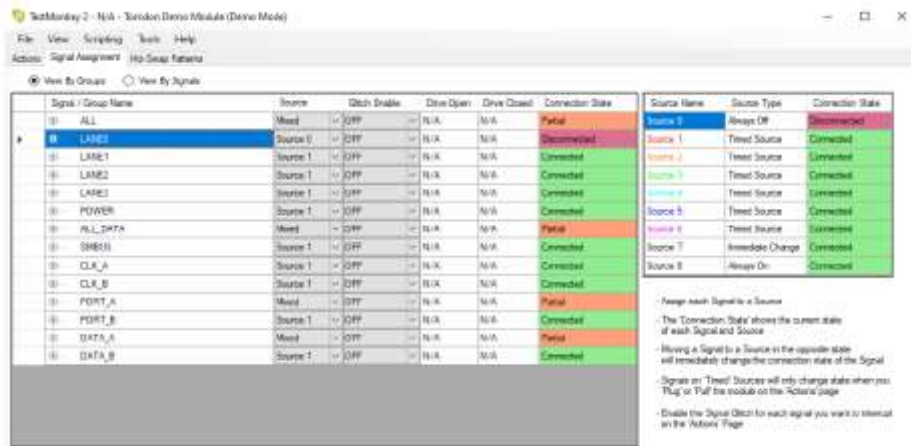 TestMonkey 2 - N/A - Torridon Demo Module (Demo Mode)
File View Scripting Tools Help
Actions Signal Assignment Hot-Swap Patterns
View By Groups View By Signals
Signal / Group Name Source Glitch Enable Drive Open Drive Closed Connection State
ALL Mixed OFF N/A N/A Partial
LANE0 Source 0 OFF N/A N/A Disconnected
LANE1 Source 1 OFF N/A N/A Connected
LANE2 Source 1 OFF N/A N/A Connected
LANE3 Source 1 OFF N/A N/A Connected
POWER Source 1 OFF N/A N/A Connected
ALL_DATA Mixed OFF N/A N/A Partial
SMBUS Source 1 OFF N/A N/A Connected
CLK_A Source 1 OFF N/A N/A Connected
CLK_B Source 1 OFF N/A N/A Connected
PORT_A Mixed OFF N/A N/A Partial
PORT_B Source 1 OFF N/A N/A Connected
DATA_A Mixed OFF N/A N/A Partial
DATA_B Source 1 OFF N/A N/A Connected
Source Name Source Type Connection State
Source 0 Always Off Disconnected
Source 1 Timed Source Connected
Source 2 Timed Source Connected
Source 3 Timed Source Connected
Source 4 Timed Source Connected
Source 5 Timed Source Connected
Source 6 Timed Source Connected
Source 7 Immediate Change Connected
Source 8 Always On Connected
- Assign each Signal to a Source
- The 'Connection State' shows the current state
of each Signal and Source
- Moving a Signal to a Source in the opposite state
will immediately change the connection state of the Signal
- Signals on 'Timed' Sources will only change state when you
'Plug' or 'Pull' the module on the 'Actions' page
- Enable the Signal Glitch for each signal you want to interrupt
on the 'Actions' Page